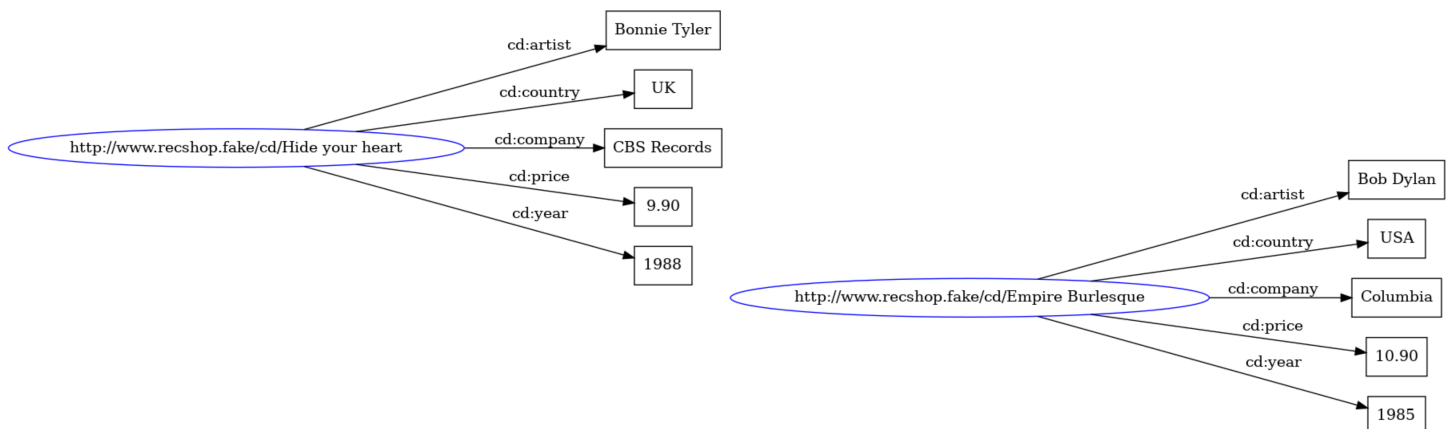 Bonnie Tyler
cd:artist
UK
cd:country
http://www.recshop.fake/cd/Hide your heart
cd:company
CBS Records
cd:price
9.90
cd:year
1988
Bob Dylan
cd:artist
USA
cd:country
http://www.recshop.fake/cd/Empire Burlesque
cd:company
Columbia
cd:price
10.90
cd:year
1985